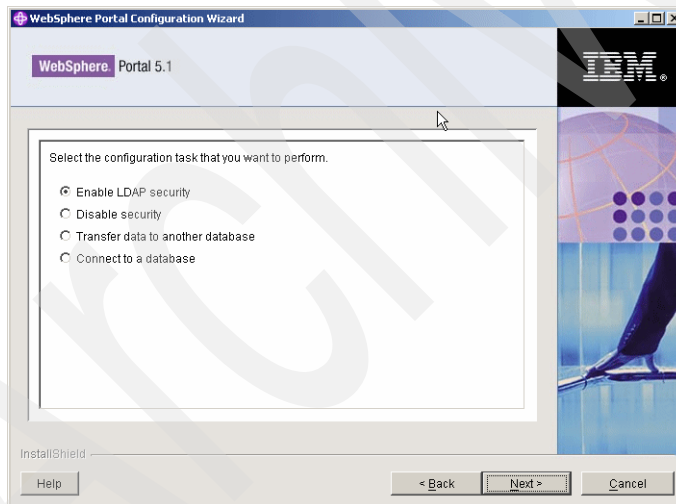 WebSphere Portal Configuration Wizard
WebSphere. Portal 5.1
IBM®
Select the configuration task that you want to perform.
Enable LDAP security
Disable security
Transfer data to another database
Connect to a database
InstallShield
Help
< Back
Next >
Cancel